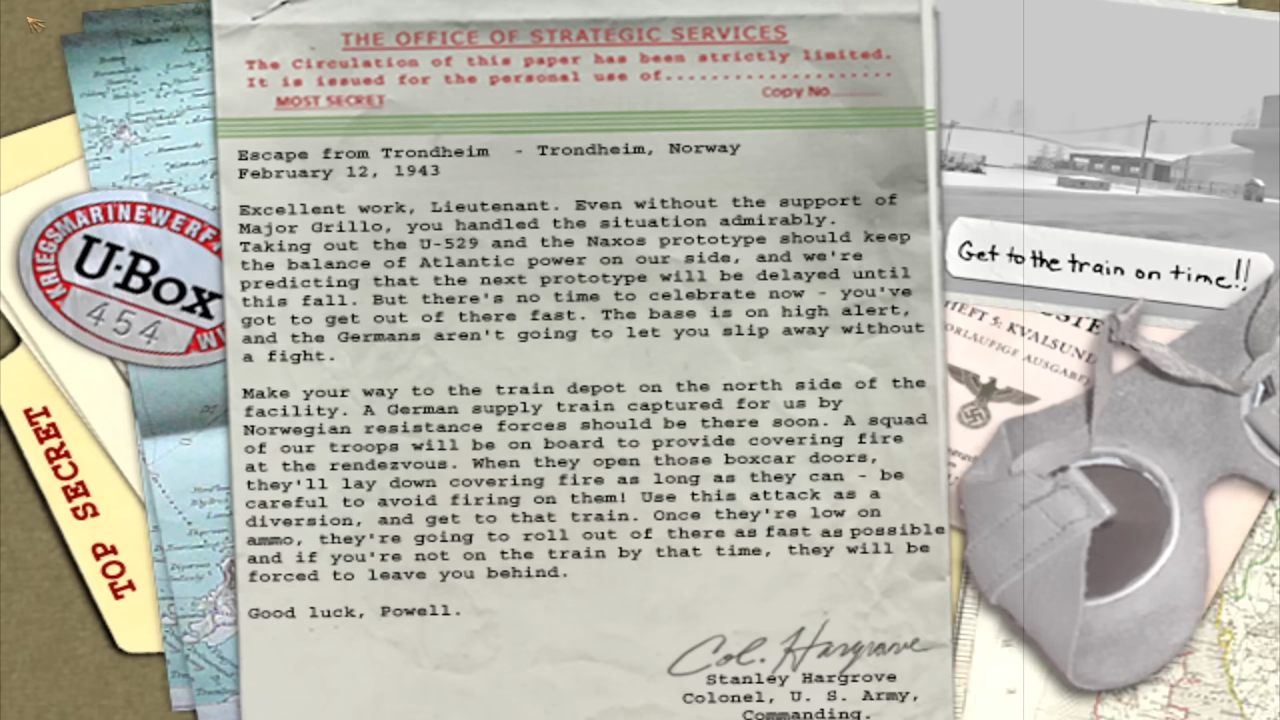 THE OFFICE OF STRATEGIC SERVICES
The Circulation of this paper has been strictly limited.
It is issued for the personal use of.....................
MOST SECRET
Copy No..........
Escape from Trondheim - Trondheim, Norway
February 12, 1943
Excellent work, Lieutenant. Even without the support of
Major Grillo, you handled the situation admirably.
Taking out the U-529 and the Naxos prototype should keep
the balance of Atlantic power on our side, and we're
predicting that the next prototype will be delayed until
this fall. But there's no time to celebrate now - you've
got to get out of there fast. The base is on high alert,
and the Germans aren't going to let you slip away without
a fight.
Make your way to the train depot on the north side of the
facility. A German supply train captured for us by
Norwegian resistance forces should be there soon. A squad
of our troops will be on board to provide covering fire
at the rendezvous. When they open those boxcar doors,
they'll lay down covering fire as long as they can - be
careful to avoid firing on them! Use this attack as a
diversion, and get to that train. Once they're low on
ammo, they're going to roll out of there as fast as possible
and if you're not on the train by that time, they will be
forced to leave you behind.
Good luck, Powell.
Col. Hargrove
Stanley Hargrove
Colonel, U. S. Army,
Commanding.
KRIEGSMARINE-WERF
U-Box
454
TOP SECRET
Get to the train on time!!
HEFT 5: KVALSUND